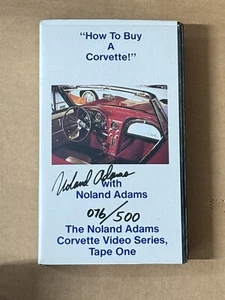 "How To Buy
A
Corvette!"
Noland Adams
with
Noland Adams
076/500
The Noland Adams
Corvette Video Series,
Tape One